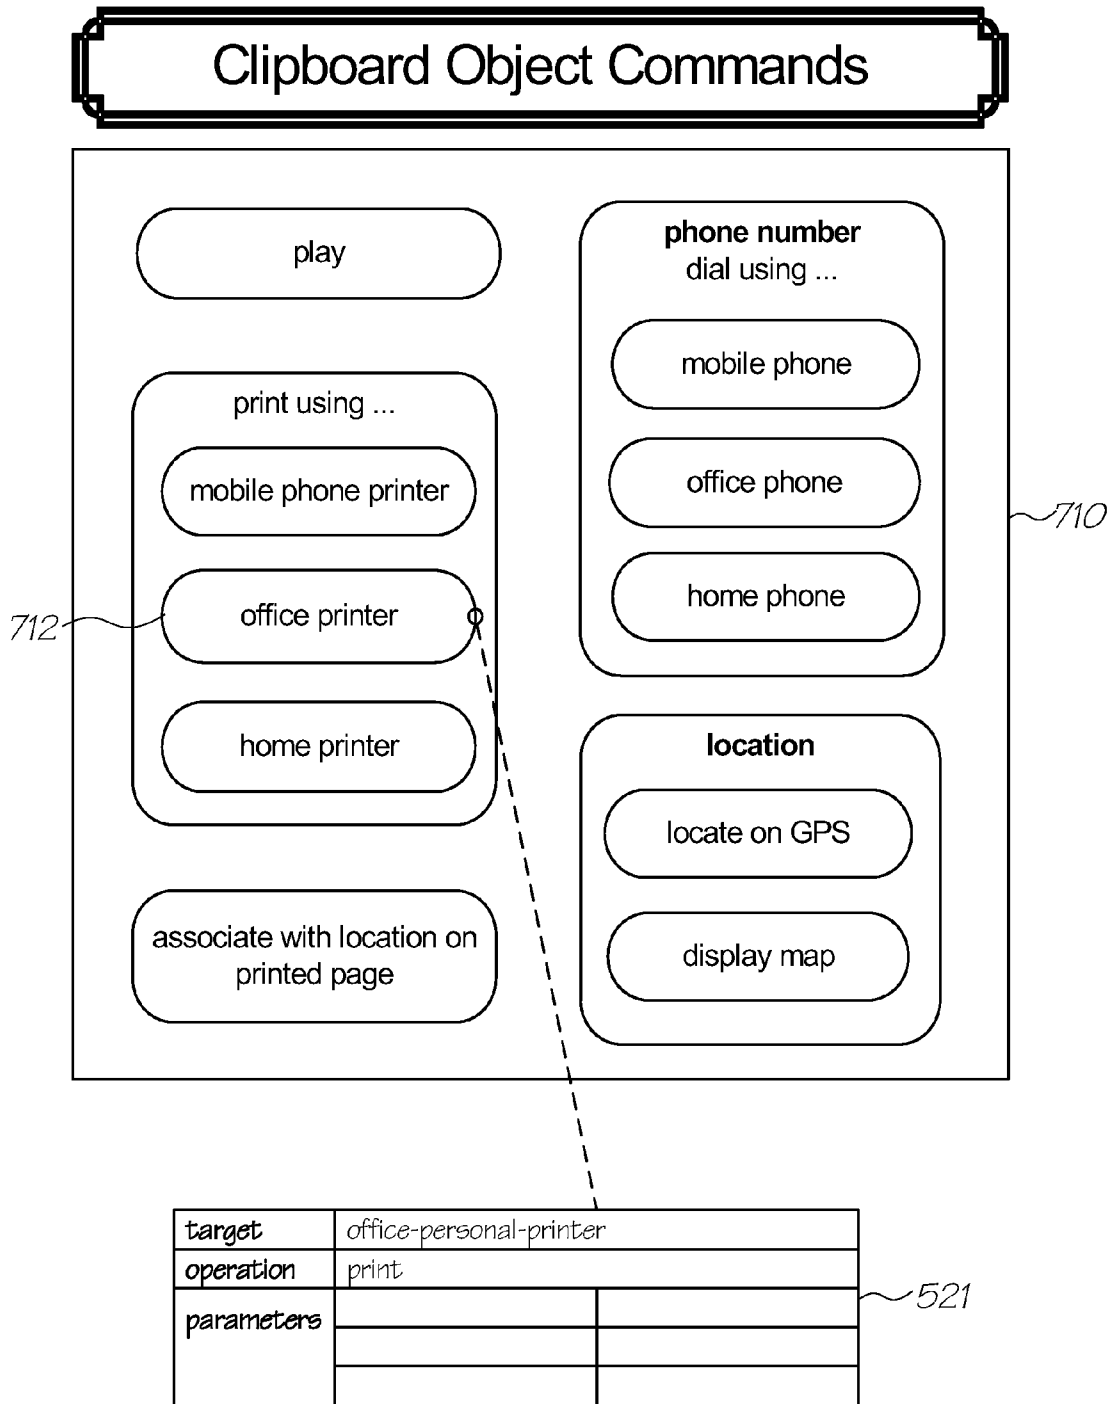 Clipboard Object Commands
play
print using ...
mobile phone printer
office printer
home printer
associate with location on
printed page
phone number
dial using ...
mobile phone
office phone
home phone
location
locate on GPS
display map
710
712
target office-personal-printer
operation print
parameters
521